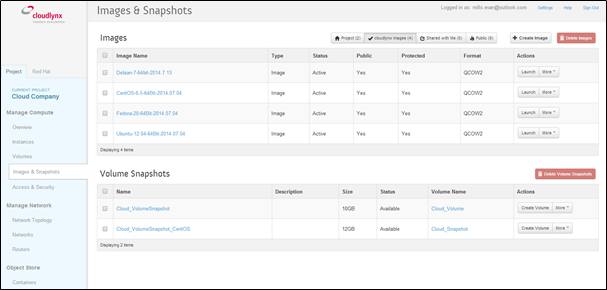 cloudlynx
Images & Snapshots
Logged in as: mills.evan@outlook.com Settings Help Sign Out
Project Red Hat
CURRENT PROJECT
Cloud Company
Manage Compute
Overview
Instances
Volumes
Images & Snapshots
Access & Security
Manage Network
Network Topology
Networks
Routers
Object Store
Containers
Images
Project (2) cloudlynx Images (4) Shared with Me (0) Public (9) Create Image Delete Images
Image Name Type Status Public Protected Format Actions
Debian-7-64bit-2014.7.13 Image Active Yes Yes QCOW2 Launch More
CentOS-6.5-64Bit-2014.07.04 Image Active Yes Yes QCOW2 Launch More
Fedora-20-64Bit-2014.07.04 Image Active Yes Yes QCOW2 Launch More
Ubuntu-12.04-64Bit-2014.07.04 Image Active Yes Yes QCOW2 Launch More
Displaying 4 items
Volume Snapshots
Delete Volume Snapshots
Name Description Size Status Volume Name Actions
Cloud_VolumeSnapshot 10GB Available Cloud_Volume Create Volume More
Cloud_VolumeSnapshot_CentOS 12GB Available Cloud_Snapshot Create Volume More
Displaying 2 items